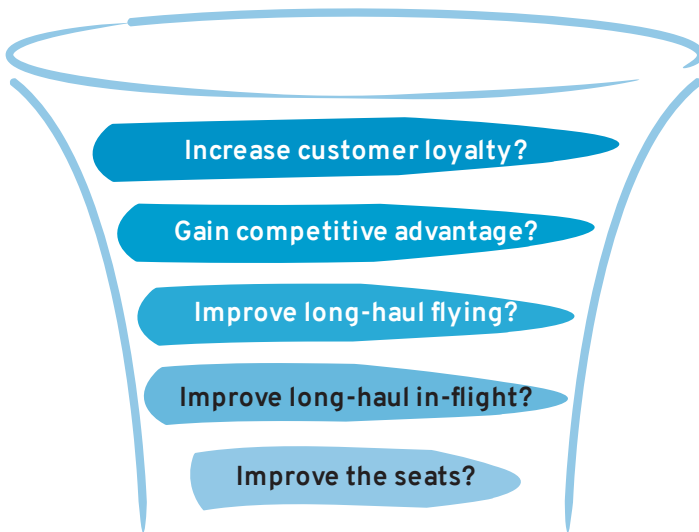 Increase customer loyalty?
Gain competitive advantage?
Improve long-haul flying?
Improve long-haul in-flight?
Improve the seats?